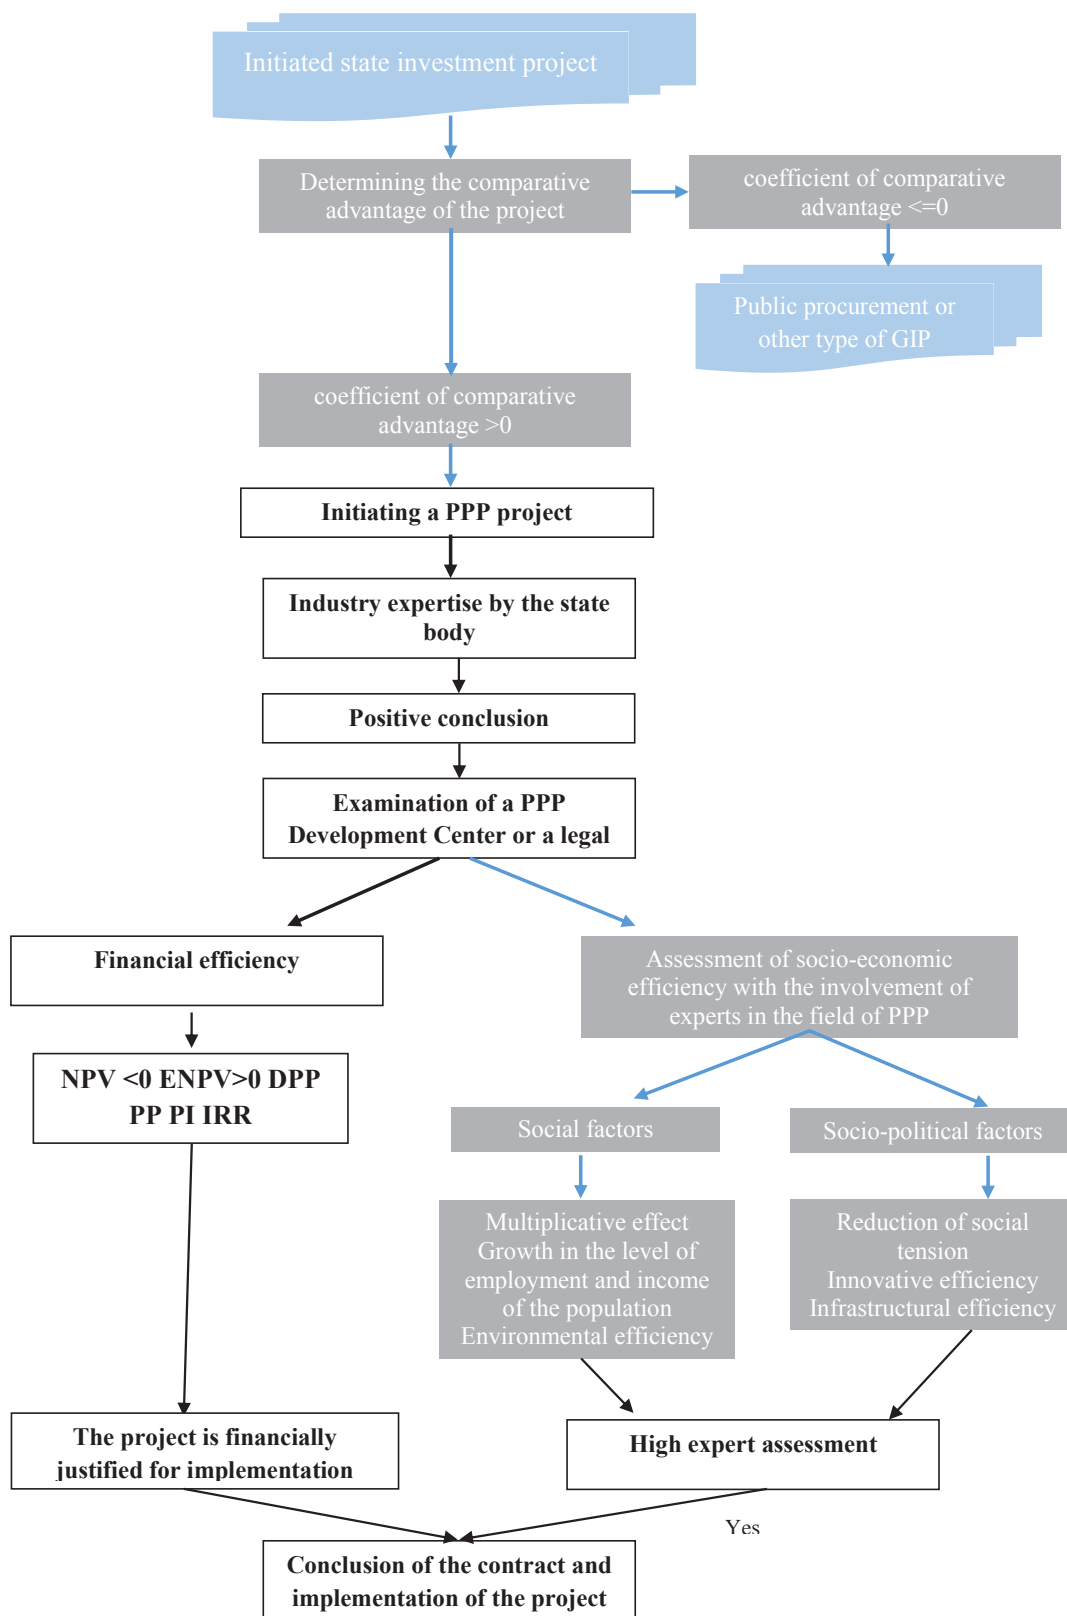 Initiated state investment project
Determining the comparative
advantage of the project
coefficient of comparative
advantage <=0
Public procurement or
other type of GIP
coefficient of comparative
advantage >0
Initiating a PPP project
Industry expertise by the state
body
Positive conclusion
Examination of a PPP
Development Center or a legal
Financial efficiency
Assessment of socio-economic
efficiency with the involvement of
experts in the field of PPP
NPV <0 ENPV>0 DPP
PP PI IRR
Social factors
Socio-political factors
Multiplicative effect
Growth in the level of
employment and income
of the population
Environmental efficiency
Reduction of social
tension
Innovative efficiency
Infrastructural efficiency
The project is financially
justified for implementation
High expert assessment
Yes
Conclusion of the contract and
implementation of the project